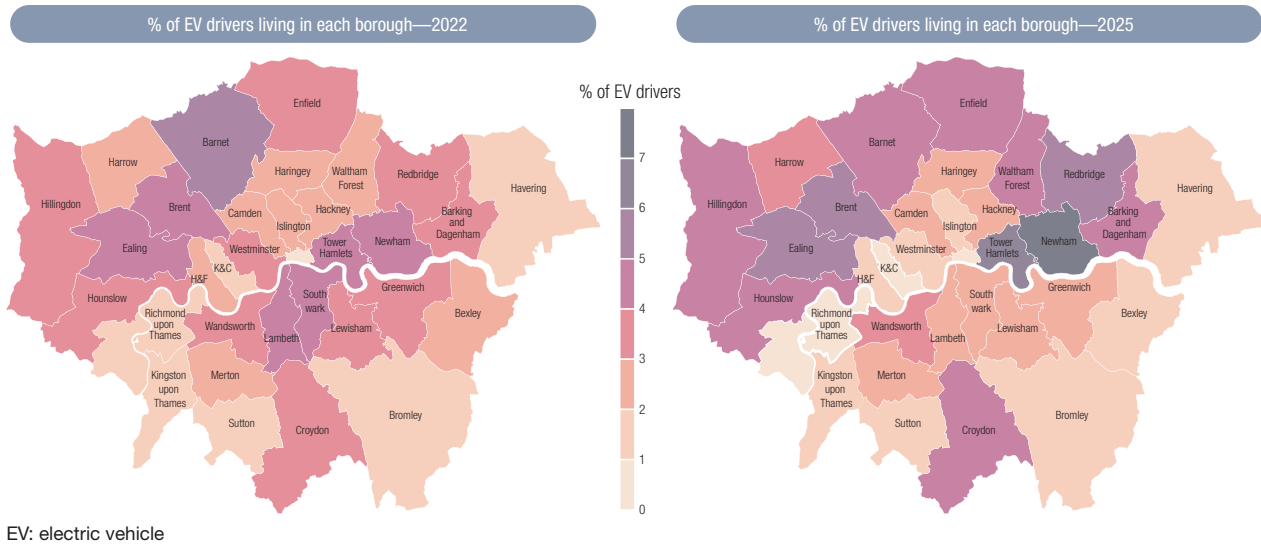 % of EV drivers living in each borough—2022
Enfield
Barnet
Harrow
Haringey
Waltham
Forest
Redbridge
Havering
Hillingdon
Brent
Camden
Islington
Hackney
Barking
and
Dagenham
Ealing
Westminster
Tower
Hamlets
Newham
H&F
K&C
Hounslow
Richmond
upon
Thames
Wandsworth
South
wark
Lambeth
Lewisham
Greenwich
Bexley
Kingston
upon
Thames
Merton
Sutton
Croydon
Bromley
% of EV drivers
7
6
5
4
3
2
1
0
% of EV drivers living in each borough—2025
Enfield
Barnet
Harrow
Haringey
Waltham
Forest
Redbridge
Havering
Hillingdon
Brent
Camden
Islington
Hackney
Barking
and
Dagenham
Ealing
Westminster
Tower
Hamlets
Newham
H&F
K&C
Hounslow
Richmond
upon
Thames
Wandsworth
South
wark
Lambeth
Lewisham
Greenwich
Bexley
Kingston
upon
Thames
Merton
Sutton
Croydon
Bromley
EV: electric vehicle